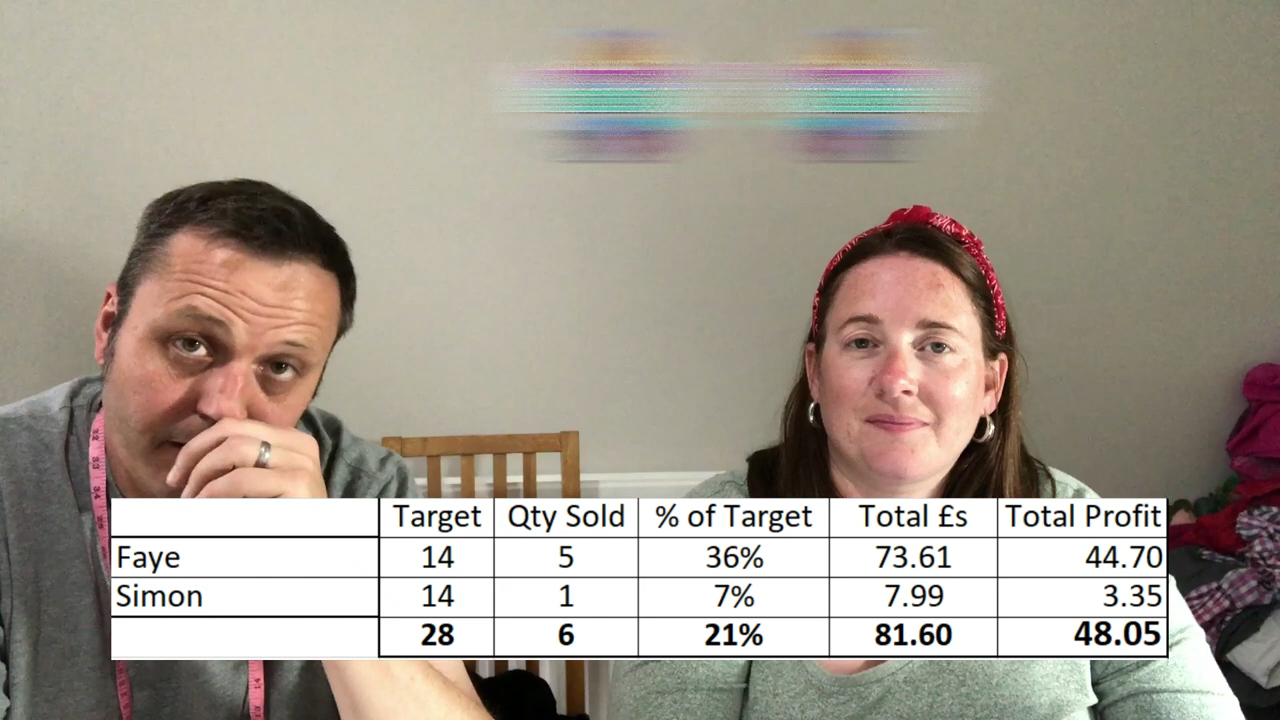 Target Qty Sold % of Target Total £s Total Profit
Faye 14 5 36% 73.61 44.70
Simon 14 1 7% 7.99 3.35
28 6 21% 81.60 48.05